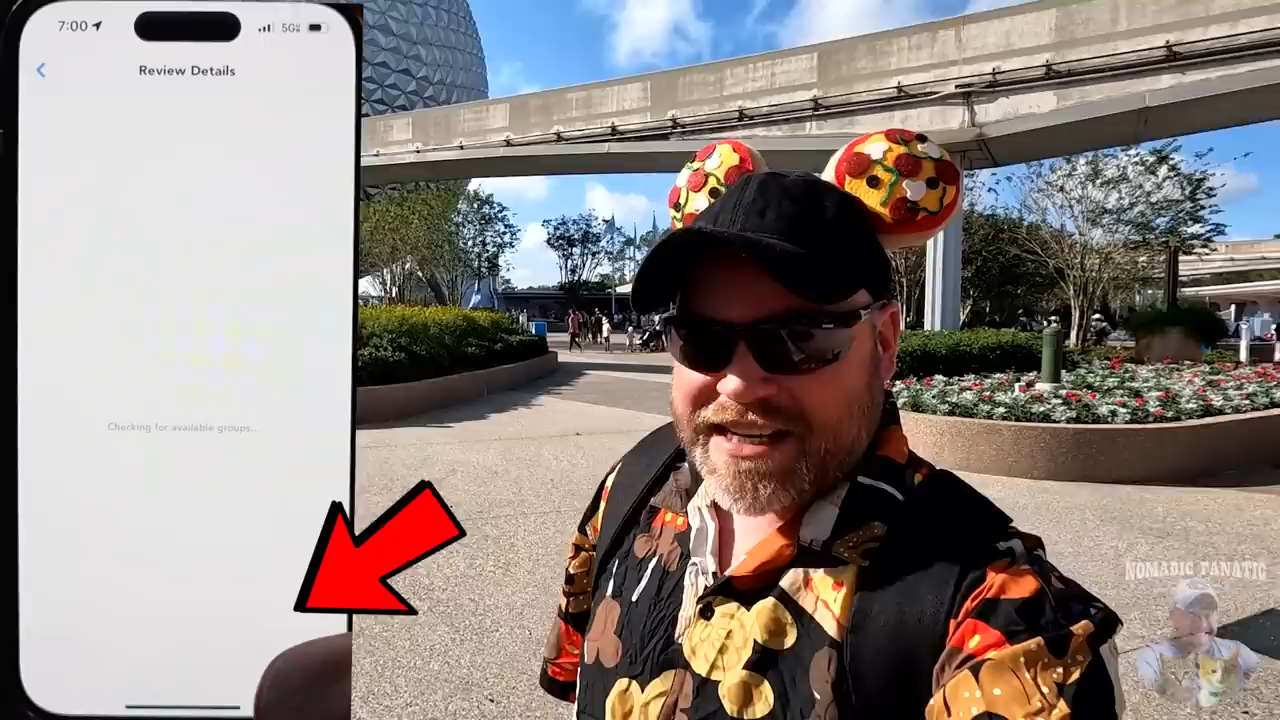 7:00
5G
Review Details
Checking for available groups...
NOMADIC FANATIC